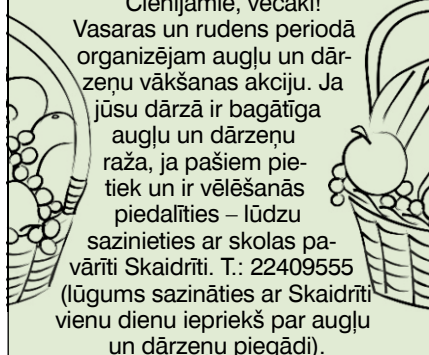 Cienījamie, vecāki!
Vasaras un rudens periodā
organizējam augļu un dār-
zeņu vākšanas akciju. Ja
jūsu dārzā ir bagātīga
augļu un dārzeņu
raža, ja pašiem pie-
tiek un ir vēlēšanās
piedalīties – lūdzu
sazinieties ar skolas pa-
vārīti Skaidrīti. T.: 22409555
(lūgums sazināties ar Skaidrīti
vienu dienu iepriekš par augļu
un dārzeņu piegādi).